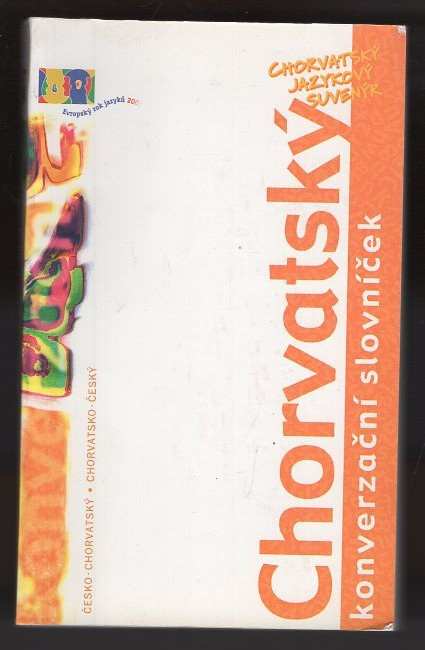 CHORVATSKÝ
JAZYKOVÝ
SUVENÝR
Evropský rok jazyků
Chorvatský
konverzační slovníček
ČESKO-CHORVATSKÝ • CHORVATSKO-ČESKÝ